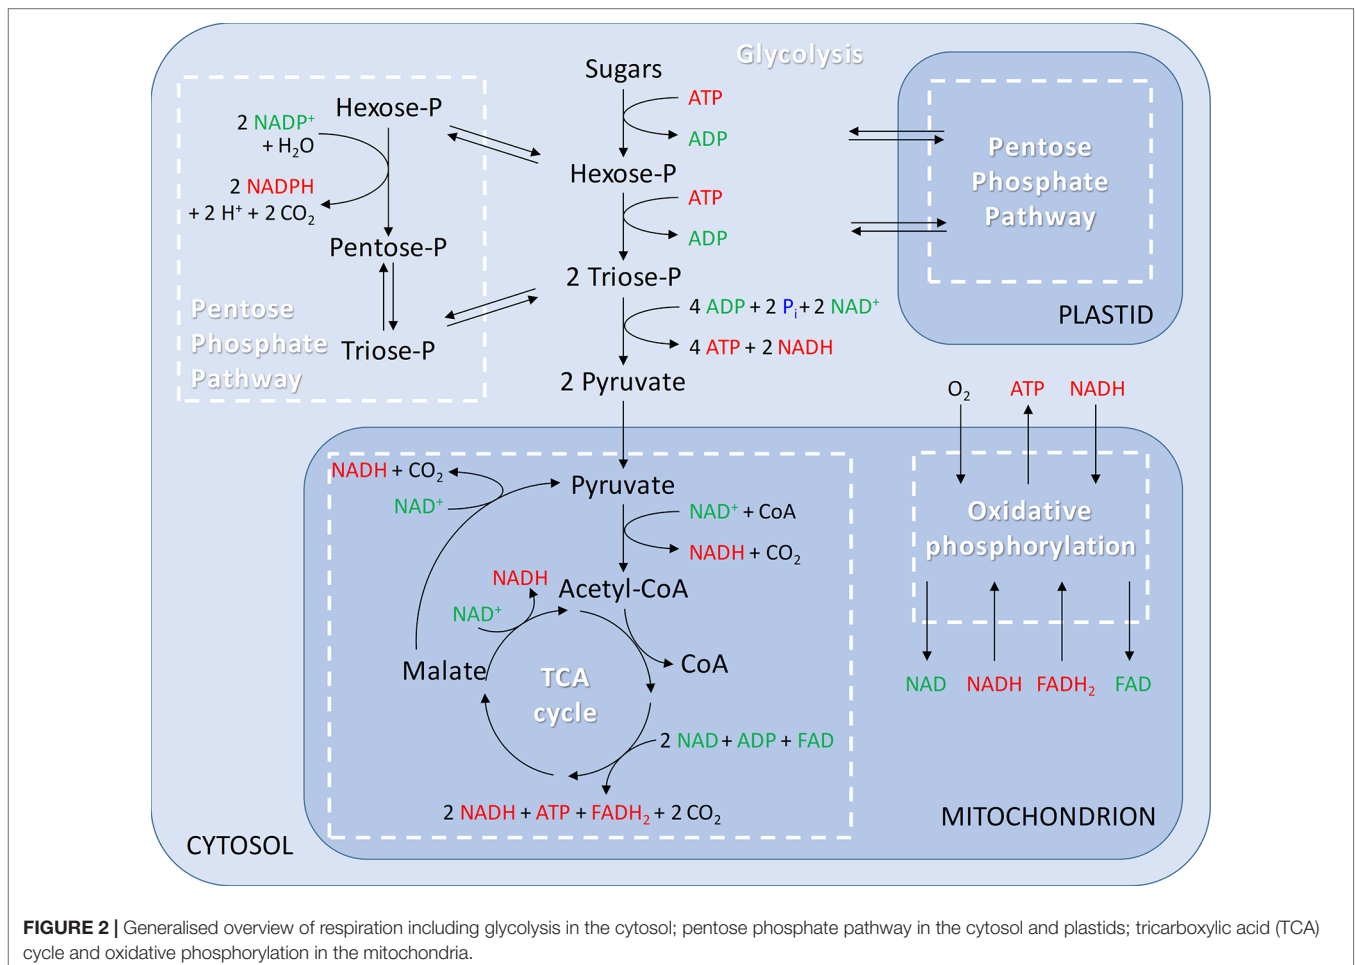 Glycolysis
Sugars
ATP
ADP
Hexose-P
ATP
ADP
2 Triose-P
4 ADP + 2 Pi + 2 NAD+
4 ATP + 2 NADH
2 Pyruvate
Hexose-P
2 NADP+
+ H2O
2 NADPH
+ 2 H+ + 2 CO2
Pentose-P
Triose-P
Pentose
Phosphate
Pathway
Pentose
Phosphate
Pathway
PLASTID
O2
ATP
NADH
Oxidative
phosphorylation
NAD
NADH
FADH2
FAD
MITOCHONDRION
NADH + CO2
NAD+
Pyruvate
NAD+ + CoA
NADH + CO2
NADH
NAD+
Acetyl-CoA
Malate
CoA
TCA
cycle
2 NAD + ADP + FAD
2 NADH + ATP + FADH2 + 2 CO2
CYTOSOL
FIGURE 2 | Generalised overview of respiration including glycolysis in the cytosol; pentose phosphate pathway in the cytosol and plastids; tricarboxylic acid (TCA)
cycle and oxidative phosphorylation in the mitochondria.